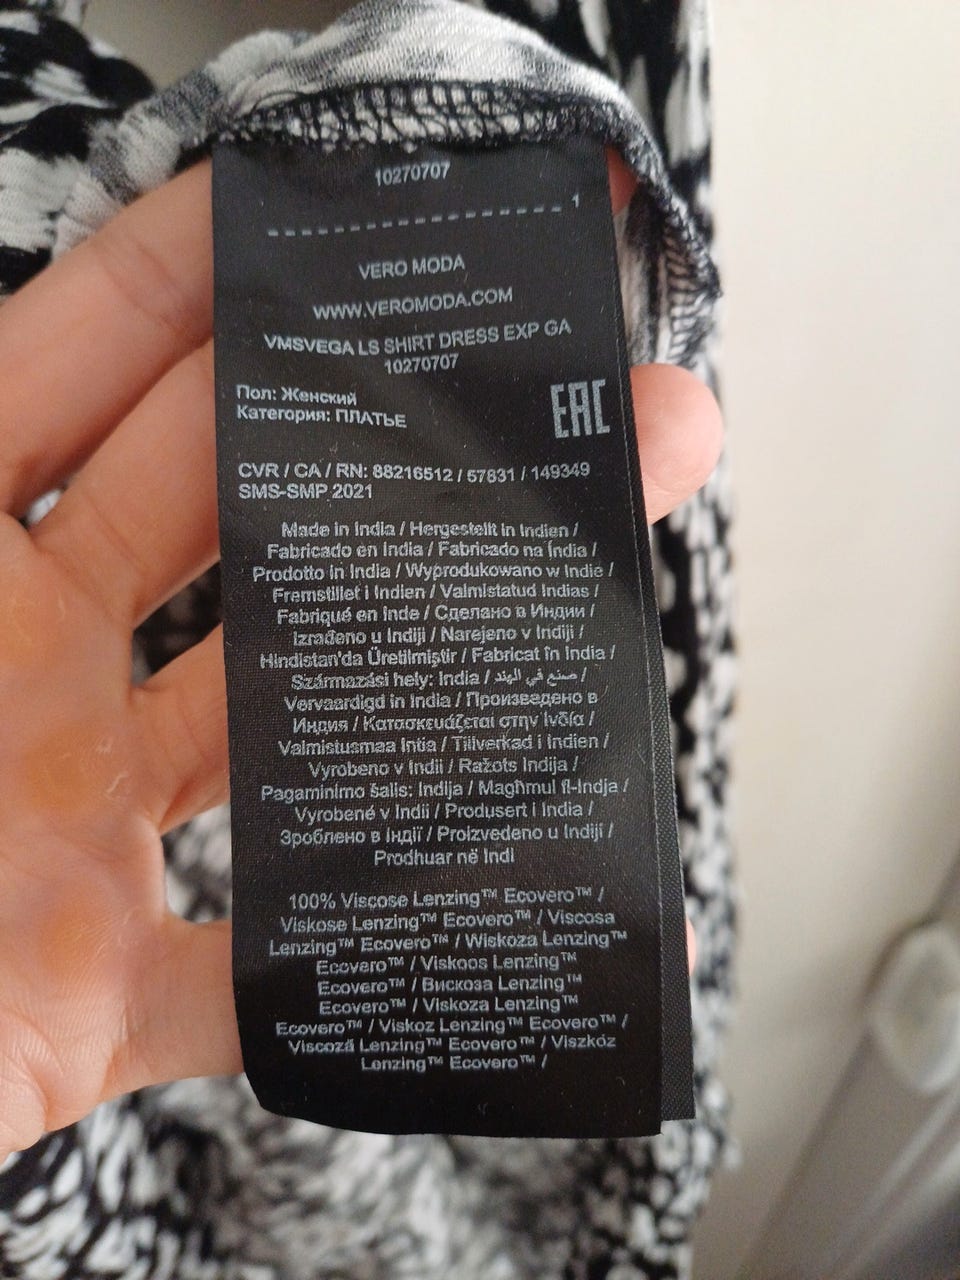 10270707
1
VERO MODA
WWW.VEROMODA.COM
VMSVEGA LS SHIRT DRESS EXP GA
10270707
Пол: Женский
Категория: ПЛАТЬЕ
EAC
CVR / CA / RN: 88216512 / 57831 / 149349
SMS-SMP 2021
Made in India / Hergestellt in Indien /
Fabricado en India / Fabricado na Índia /
Prodotto in India / Wyprodukowano w Indie /
Fremstillet i Indien / Valmistatud Indias /
Fabriqué en Inde / Сделано в Индии /
Izrađeno u Indiji / Narejeno v Indiji /
Hindistan'da Üretilmiştir / Fabricat în India /
Származási hely: India / صنع في الهند /
Vervaardigd in India / Произведено в
Индия / Κατασκευάζεται στην Ινδία /
Valmistusmaa Intia / Tillverkad i Indien /
Vyrobeno v Indii / Ražots Indija /
Pagaminimo šalis: Indija / Magħmul fl-Indja /
Vyrobené v Indii / Produsert i India /
Зроблено в Індії / Proizvedeno u Indiji /
Prodhuar në Indi
100% Viscose Lenzing™ Ecovero™ /
Viskose Lenzing™ Ecovero™ / Viscosa
Lenzing™ Ecovero™ / Wiskoza Lenzing™
Ecovero™ / Viskoos Lenzing™
Ecovero™ / Вискоза Lenzing™
Ecovero™ / Viskoza Lenzing™
Ecovero™ / Viskoz Lenzing™ Ecovero™ /
Viscoză Lenzing™ Ecovero™ / Viszkóz
Lenzing™ Ecovero™ /